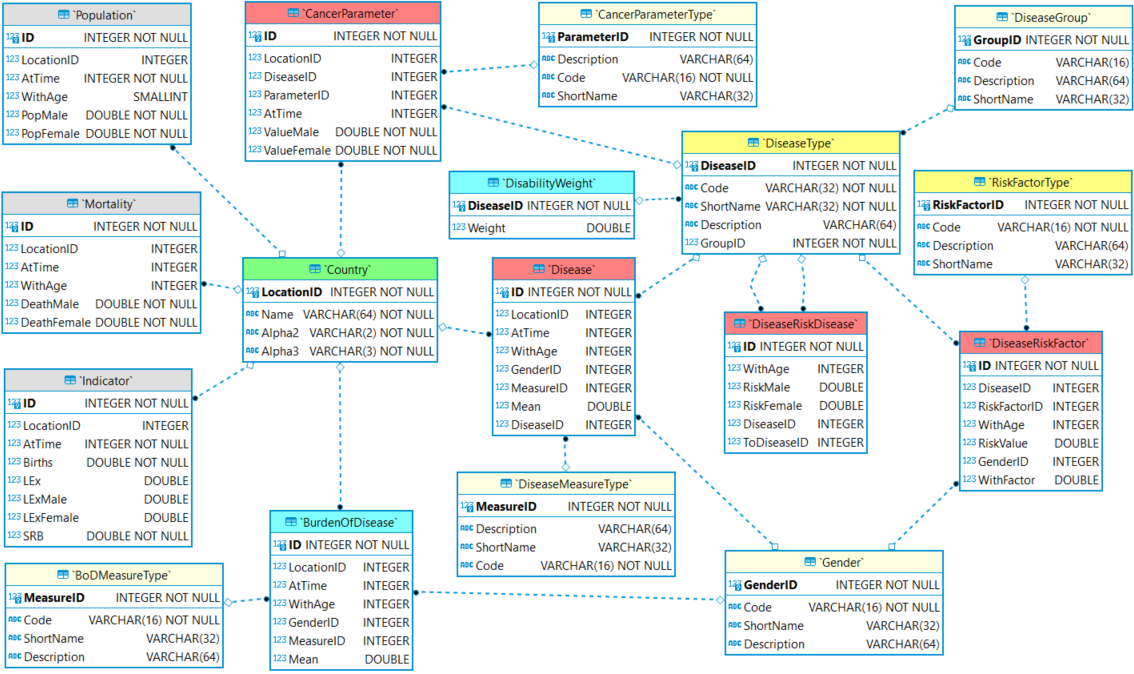 `Population`
123 ID INTEGER NOT NULL
123 LocationID INTEGER
123 AtTime INTEGER NOT NULL
123 WithAge SMALLINT
123 PopMale DOUBLE NOT NULL
123 PopFemale DOUBLE NOT NULL
`CancerParameter`
123 ID INTEGER NOT NULL
123 LocationID INTEGER
123 DiseaseID INTEGER
123 ParameterID INTEGER
123 AtTime INTEGER
123 ValueMale DOUBLE NOT NULL
123 ValueFemale DOUBLE NOT NULL
`CancerParameterType`
123 ParameterID INTEGER NOT NULL
ABC Description VARCHAR(64)
ABC Code VARCHAR(16) NOT NULL
ABC ShortName VARCHAR(32)
`DiseaseGroup`
123 GroupID INTEGER NOT NULL
ABC Code VARCHAR(16)
ABC Description VARCHAR(64)
ABC ShortName VARCHAR(32)
`DiseaseType`
123 DiseaseID INTEGER NOT NULL
ABC Code VARCHAR(32) NOT NULL
ABC ShortName VARCHAR(32) NOT NULL
ABC Description VARCHAR(64)
123 GroupID INTEGER NOT NULL
`DisabilityWeight`
123 DiseaseID INTEGER NOT NULL
123 Weight DOUBLE
`RiskFactorType`
123 RiskFactorID INTEGER NOT NULL
ABC Code VARCHAR(16) NOT NULL
ABC Description VARCHAR(64)
ABC ShortName VARCHAR(32)
`Mortality`
123 ID INTEGER NOT NULL
123 LocationID INTEGER
123 AtTime INTEGER
123 WithAge INTEGER
123 DeathMale DOUBLE NOT NULL
123 DeathFemale DOUBLE NOT NULL
`Country`
123 LocationID INTEGER NOT NULL
ABC Name VARCHAR(64) NOT NULL
ABC Alpha2 VARCHAR(2) NOT NULL
ABC Alpha3 VARCHAR(3) NOT NULL
`Disease`
123 ID INTEGER NOT NULL
123 LocationID INTEGER
123 AtTime INTEGER
123 WithAge INTEGER
123 GenderID INTEGER
123 MeasureID INTEGER
123 Mean DOUBLE
123 DiseaseID INTEGER
`DiseaseRiskDisease`
123 ID INTEGER NOT NULL
123 WithAge INTEGER
123 RiskMale DOUBLE
123 RiskFemale DOUBLE
123 DiseaseID INTEGER
123 ToDiseaseID INTEGER
`DiseaseRiskFactor`
123 ID INTEGER NOT NULL
123 DiseaseID INTEGER
123 RiskFactorID INTEGER
123 WithAge INTEGER
123 RiskValue DOUBLE
123 GenderID INTEGER
123 WithFactor DOUBLE
`Indicator`
123 ID INTEGER NOT NULL
123 LocationID INTEGER
123 AtTime INTEGER NOT NULL
123 Births DOUBLE NOT NULL
123 LEx DOUBLE
123 LExMale DOUBLE
123 LExFemale DOUBLE
123 SRB DOUBLE NOT NULL
`DiseaseMeasureType`
123 MeasureID INTEGER NOT NULL
ABC Description VARCHAR(64)
ABC ShortName VARCHAR(32)
ABC Code VARCHAR(16) NOT NULL
`BurdenOfDisease`
123 ID INTEGER NOT NULL
123 LocationID INTEGER
123 AtTime INTEGER
123 WithAge INTEGER
123 GenderID INTEGER
123 MeasureID INTEGER
123 Mean DOUBLE
`BoDMeasureType`
123 MeasureID INTEGER NOT NULL
ABC Code VARCHAR(16) NOT NULL
ABC ShortName VARCHAR(32)
ABC Description VARCHAR(64)
`Gender`
123 GenderID INTEGER NOT NULL
ABC Code VARCHAR(16) NOT NULL
ABC ShortName VARCHAR(32)
ABC Description VARCHAR(64)